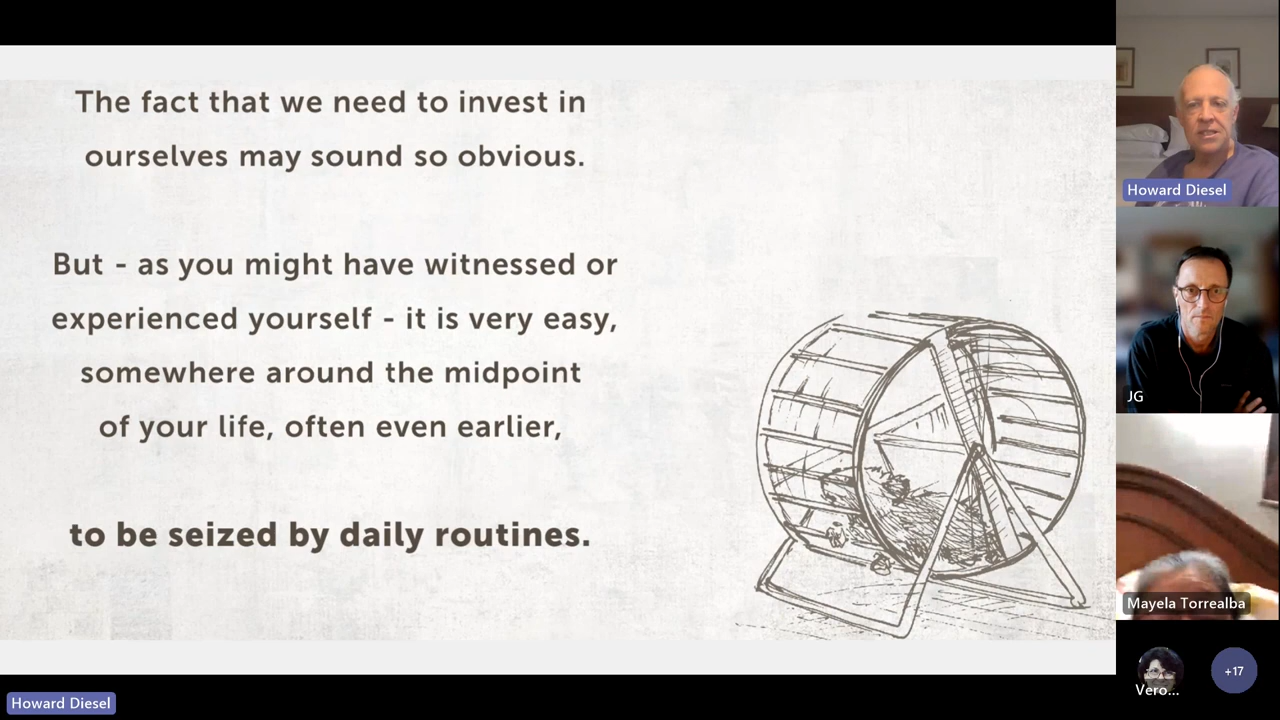 The fact that we need to invest in
ourselves may sound so obvious.
But - as you might have witnessed or
experienced yourself - it is very easy,
somewhere around the midpoint
of your life, often even earlier,
to be seized by daily routines.
Howard Diesel
JG
Mayela Torrealba
Vero...
+17
Howard Diesel